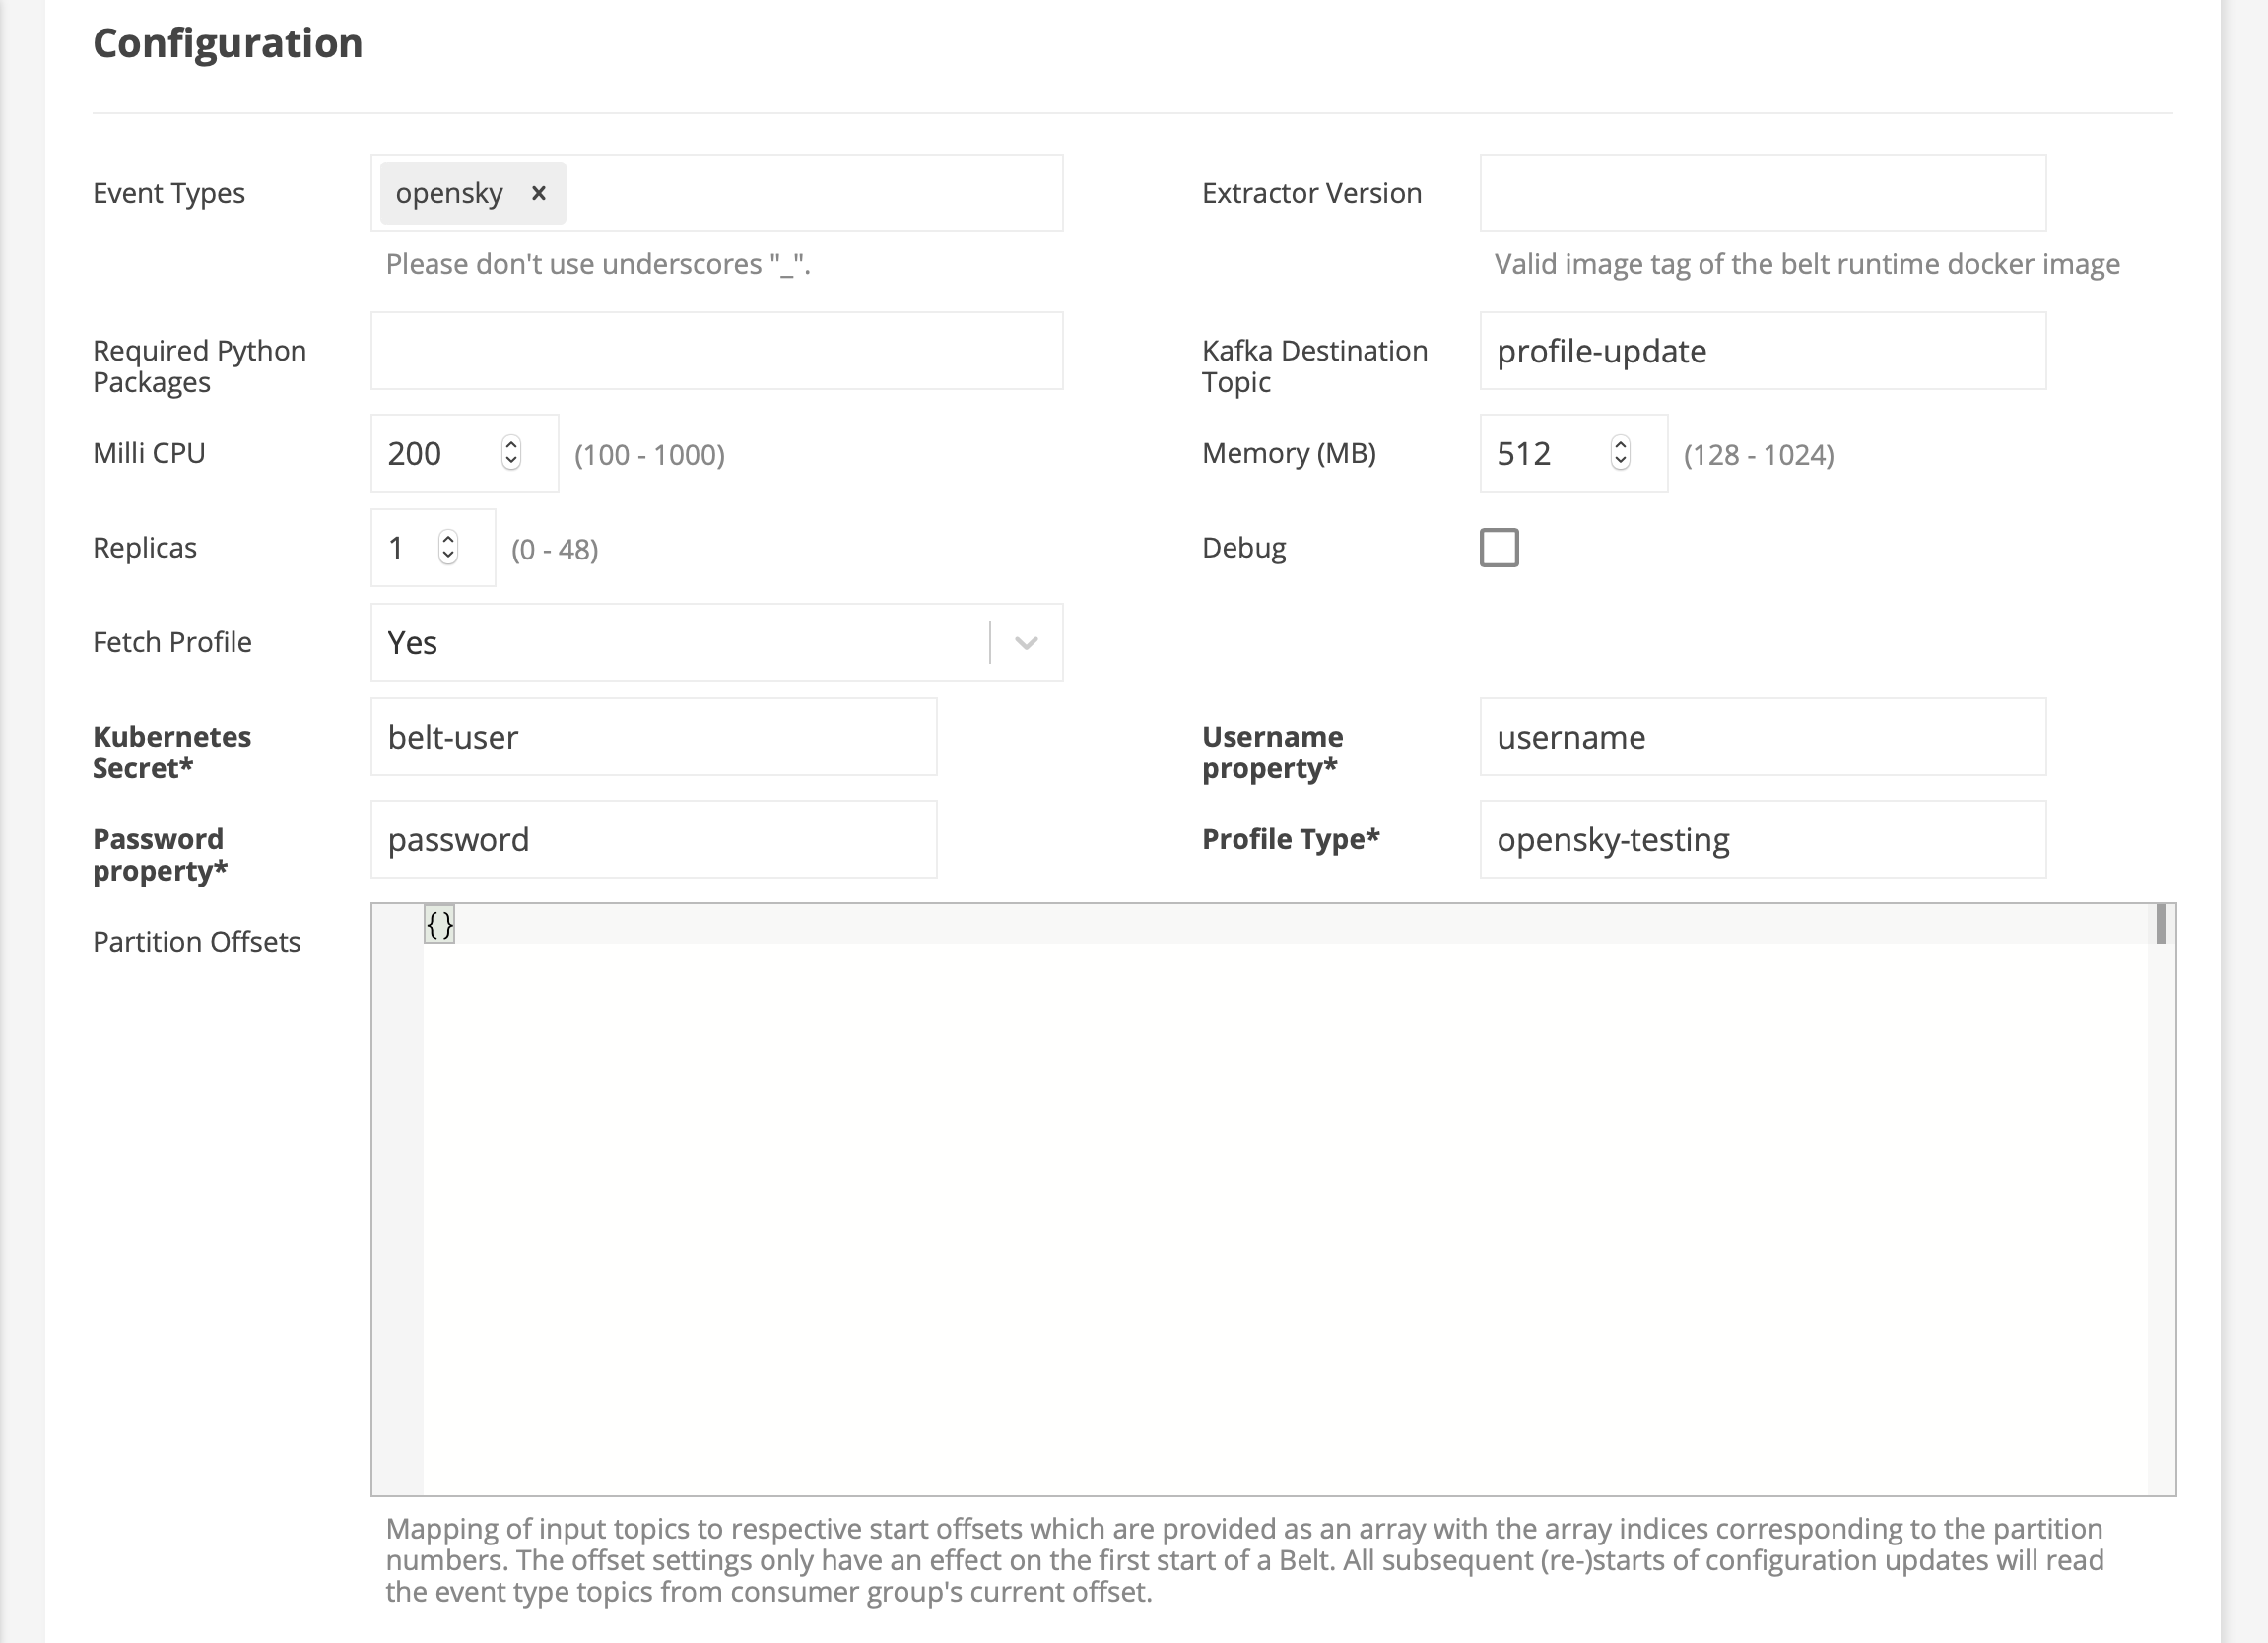 Configuration
Event Types
opensky ×
Extractor Version
Please don't use underscores "_".
Valid image tag of the belt runtime docker image
Required Python
Packages
Kafka Destination
Topic
profile-update
Milli CPU
200
(100 - 1000)
Memory (MB)
512
(128 - 1024)
Replicas
1
(0 - 48)
Debug
Fetch Profile
Yes
Kubernetes
Secret*
belt-user
Username
property*
username
Password
property*
password
Profile Type*
opensky-testing
Partition Offsets
{}
Mapping of input topics to respective start offsets which are provided as an array with the array indices corresponding to the partition
numbers. The offset settings only have an effect on the first start of a Belt. All subsequent (re-)starts of configuration updates will read
the event type topics from consumer group's current offset.